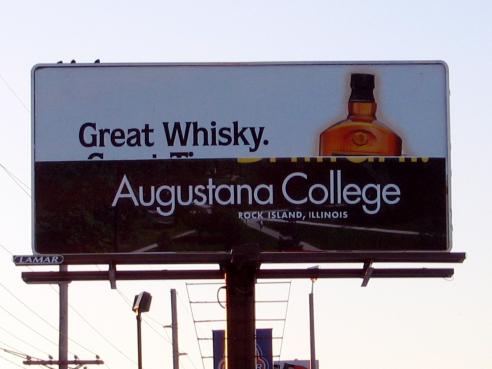 Great Whisky.
Augustana College
ROCK ISLAND, ILLINOIS
LAMAR